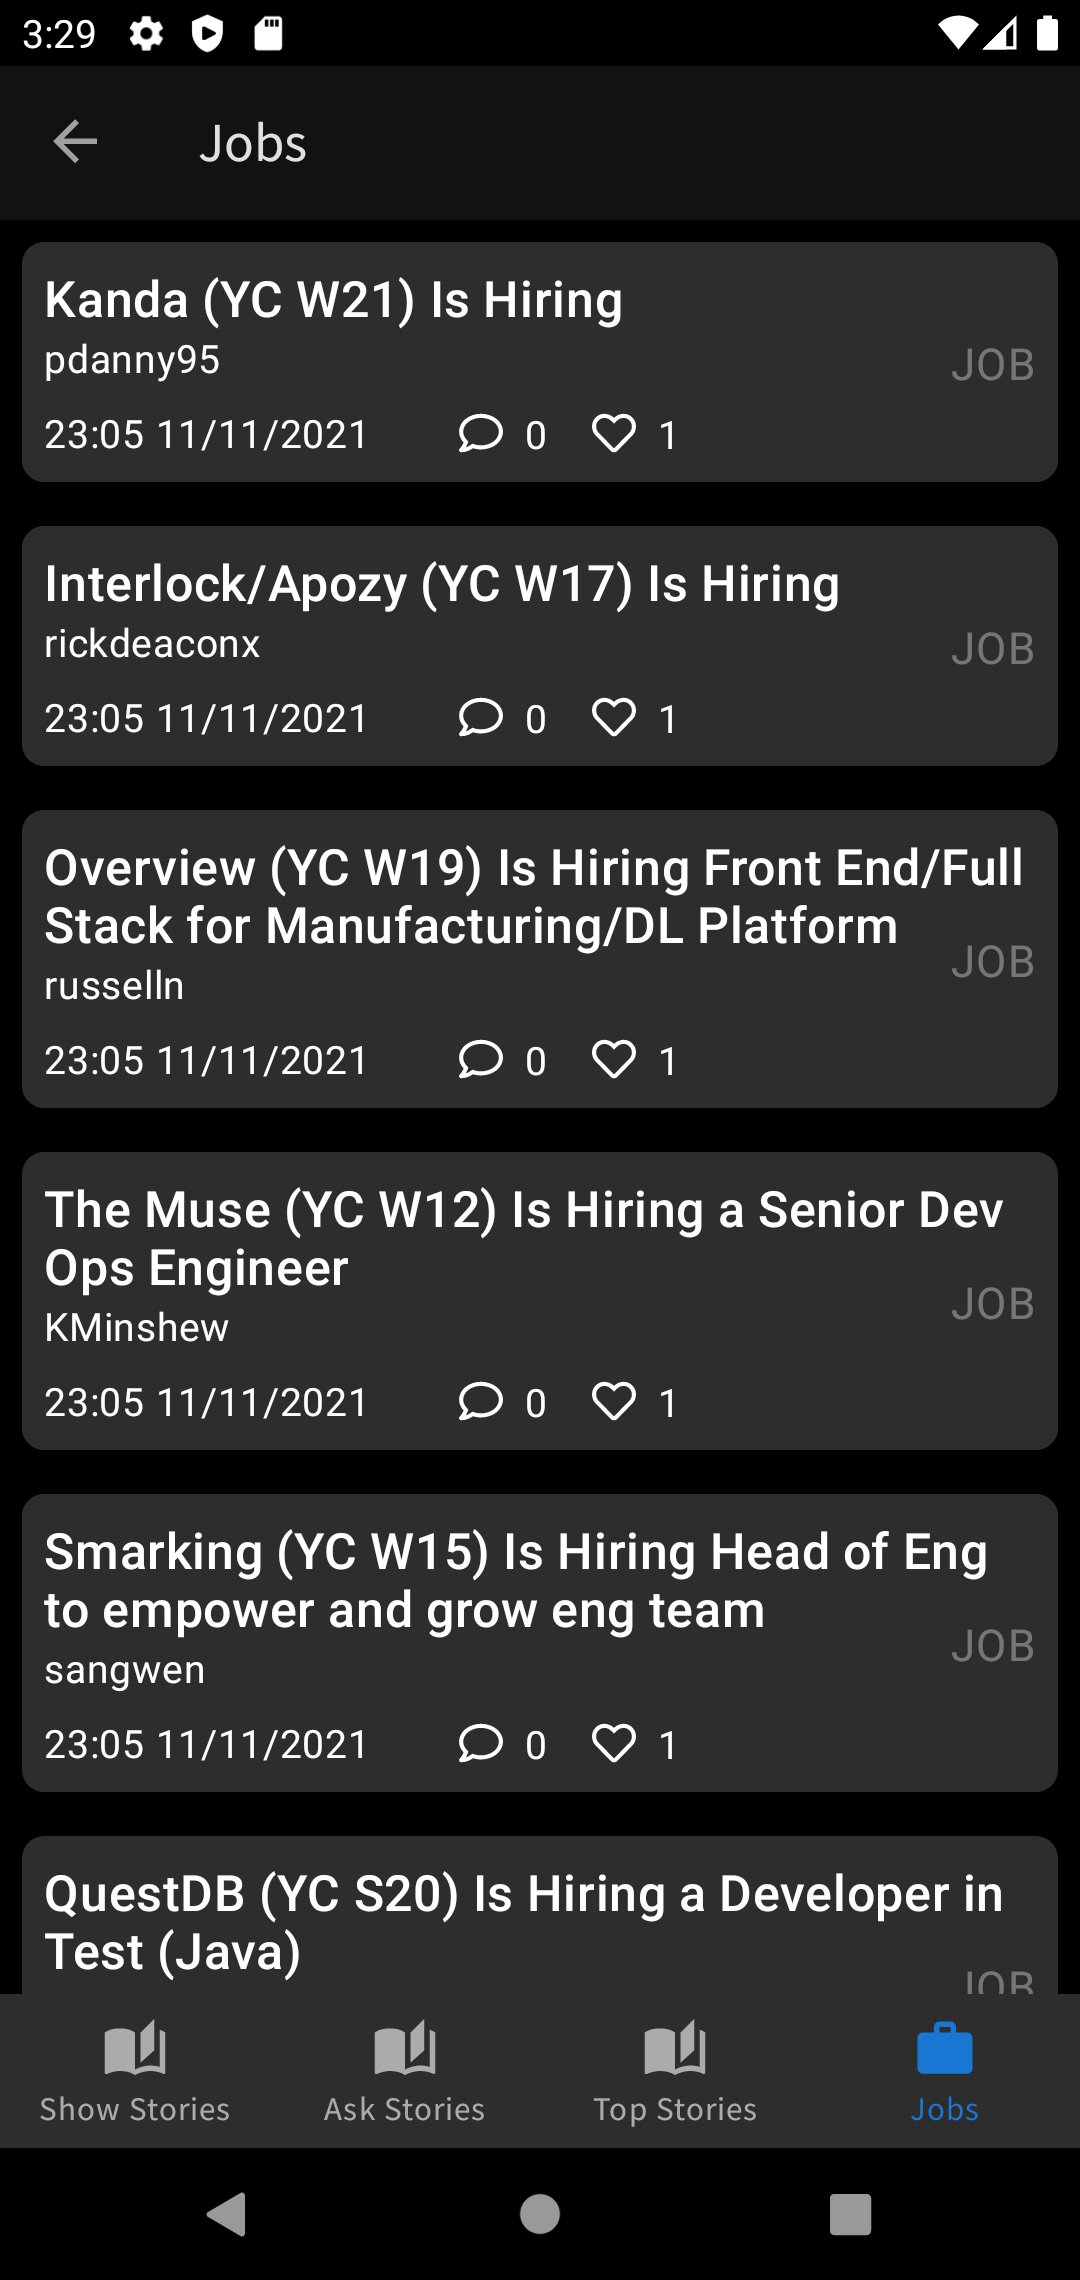 3:29
Jobs
Kanda (YC W21) Is Hiring
pdanny95
JOB
23:05 11/11/2021 0 1
Interlock/Apozy (YC W17) Is Hiring
rickdeaconx
JOB
23:05 11/11/2021 0 1
Overview (YC W19) Is Hiring Front End/Full
Stack for Manufacturing/DL Platform
JOB
russelln
23:05 11/11/2021 0 1
The Muse (YC W12) Is Hiring a Senior Dev
Ops Engineer
JOB
KMinshew
23:05 11/11/2021 0 1
Smarking (YC W15) Is Hiring Head of Eng
to empower and grow eng team
JOB
sangwen
23:05 11/11/2021 0 1
QuestDB (YC S20) Is Hiring a Developer in
Test (Java)
JOB
Show Stories Ask Stories Top Stories Jobs